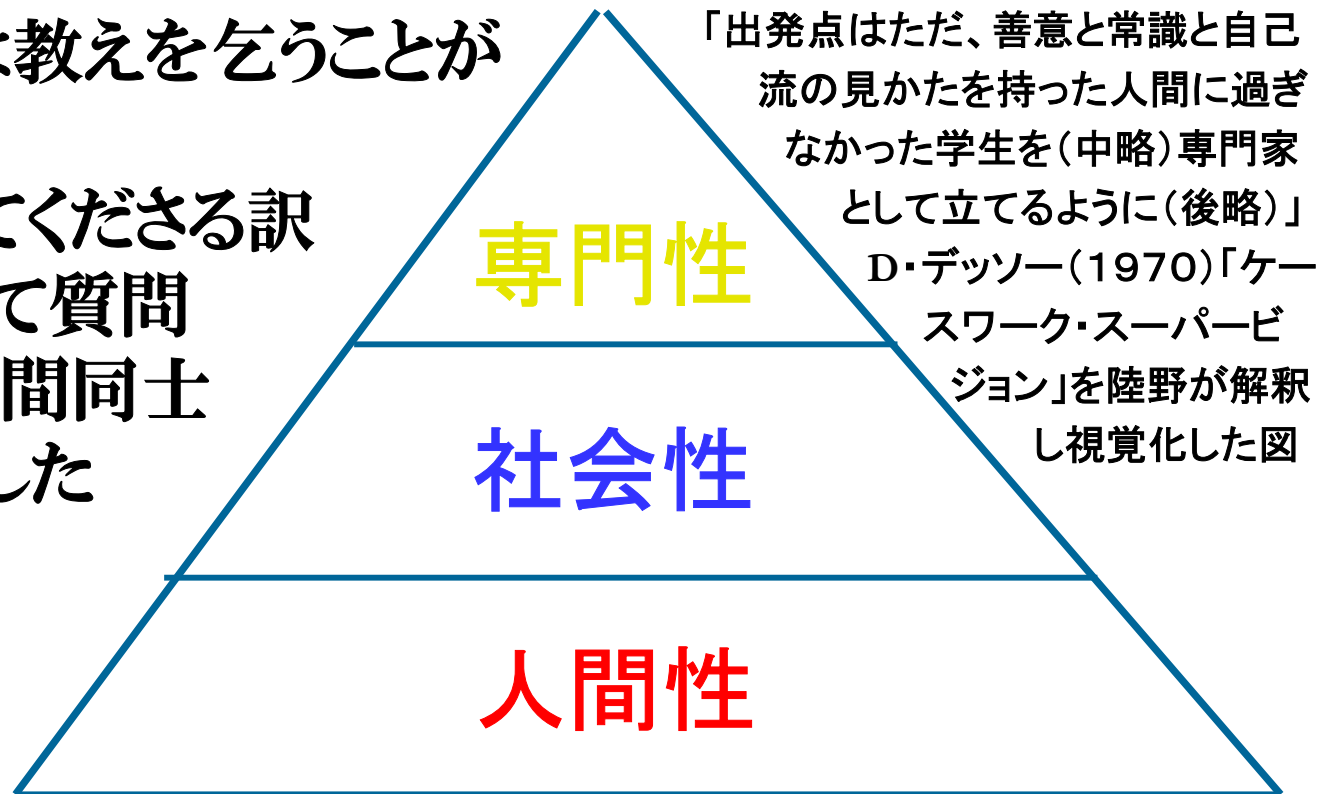 は教えを乞うことが
てくださる訳
て質問
間同士
した
「出発点はただ、善意と常識と自己
流の見かたを持った人間に過ぎ
なかった学生を（中略）専門家
として立てるように（後略）」
D・デッソー（１９７０）「ケー
スワーク・スーパービ
ジョン」を陸野が解釈
し視覚化した図
専門性
社会性
人間性